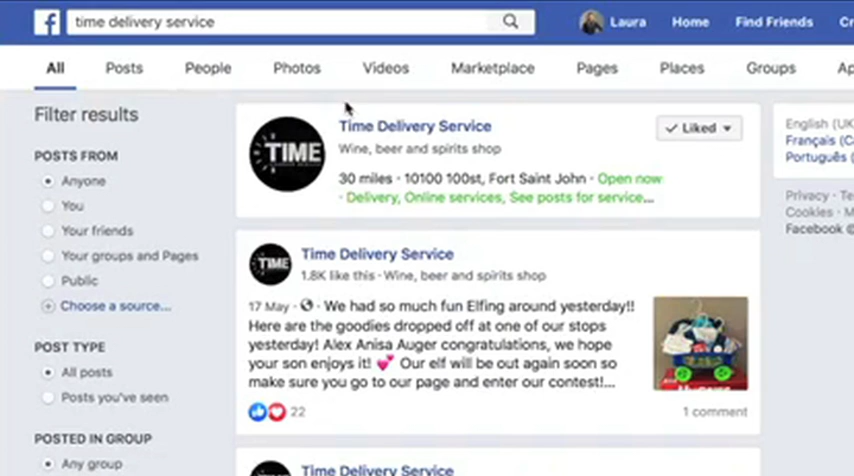 time delivery service
Laura Home Find Friends Cr
All Posts People Photos Videos Marketplace Pages Places Groups Ap
Filter results
POSTS FROM
Anyone
You
Your friends
Your groups and Pages
Public
Choose a source...
POST TYPE
All posts
Posts you've seen
POSTED IN GROUP
Any group
TIME
Time Delivery Service
Liked
Wine, beer and spirits shop
30 miles · 10100 100st, Fort Saint John · Open now
· Delivery, Online services, See posts for service...
TIME
Time Delivery Service
1.8K like this · Wine, beer and spirits shop
17 May · We had so much fun Elfing around yesterday!!
Here are the goodies dropped off at one of our stops
yesterday! Alex Anisa Auger congratulations, we hope
your son enjoys it! 💕 Our elf will be out again soon so
make sure you go to our page and enter our contest!...
22
1 comment
Time Delivery Service
English (UK
Français (Ca
Português (
Privacy · Te
Cookies · M
Facebook ©